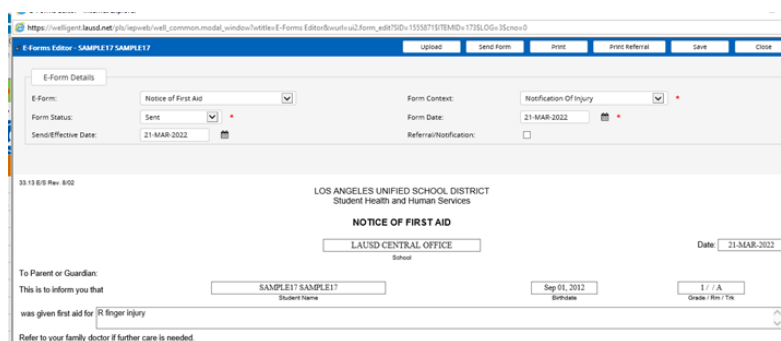 https://welligent.lausd.net/pls/iepweb/well_common.modal_window?wtitle=E-Forms Editor&wurl=ui2.form_edit?SID=1555871$ITEMID=173$LOG=3$cno=0
E-Forms Editor - SAMPLE17 SAMPLE17 Upload Send Form Print Print Referral Save Close
E-Form Details
E-Form: Notice of First Aid Form Context: Notification Of Injury *
Form Status: Sent * Form Date: 21-MAR-2022 *
Send/Effective Date: 21-MAR-2022 Referral/Notification:
33.13 E/S Rev. 8/02
LOS ANGELES UNIFIED SCHOOL DISTRICT
Student Health and Human Services
NOTICE OF FIRST AID
LAUSD CENTRAL OFFICE Date: 21-MAR-2022
School
To Parent or Guardian:
This is to inform you that SAMPLE17 SAMPLE17 Sep 01, 2012 1 / / A
Student Name Birthdate Grade / Rm / Trk
was given first aid for R finger injury
Refer to your family doctor if further care is needed.